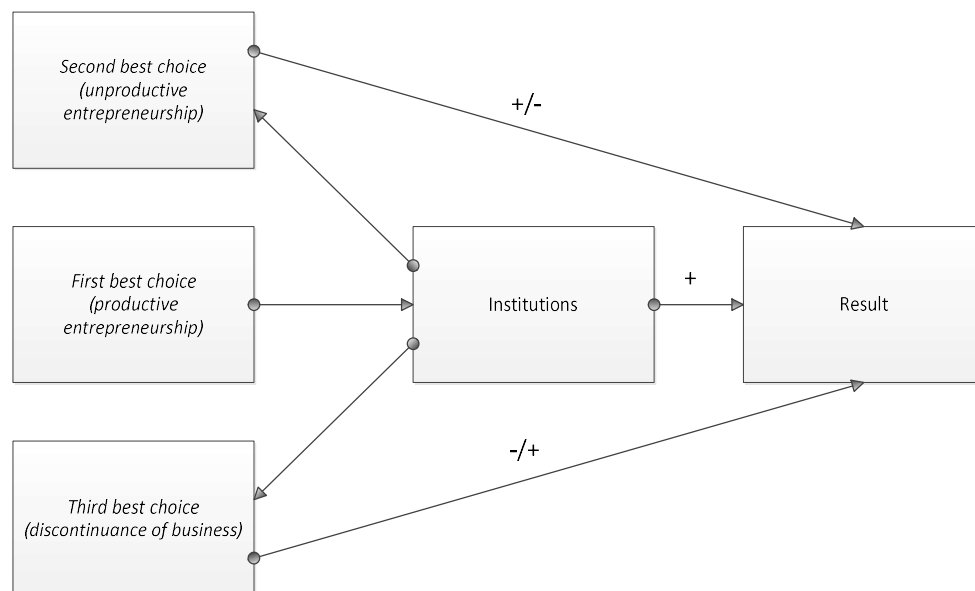 Second best choice
(unproductive
entrepreneurship)
+/-
First best choice
(productive
entrepreneurship)
Institutions
+
Result
-/+
Third best choice
(discontinuance of business)